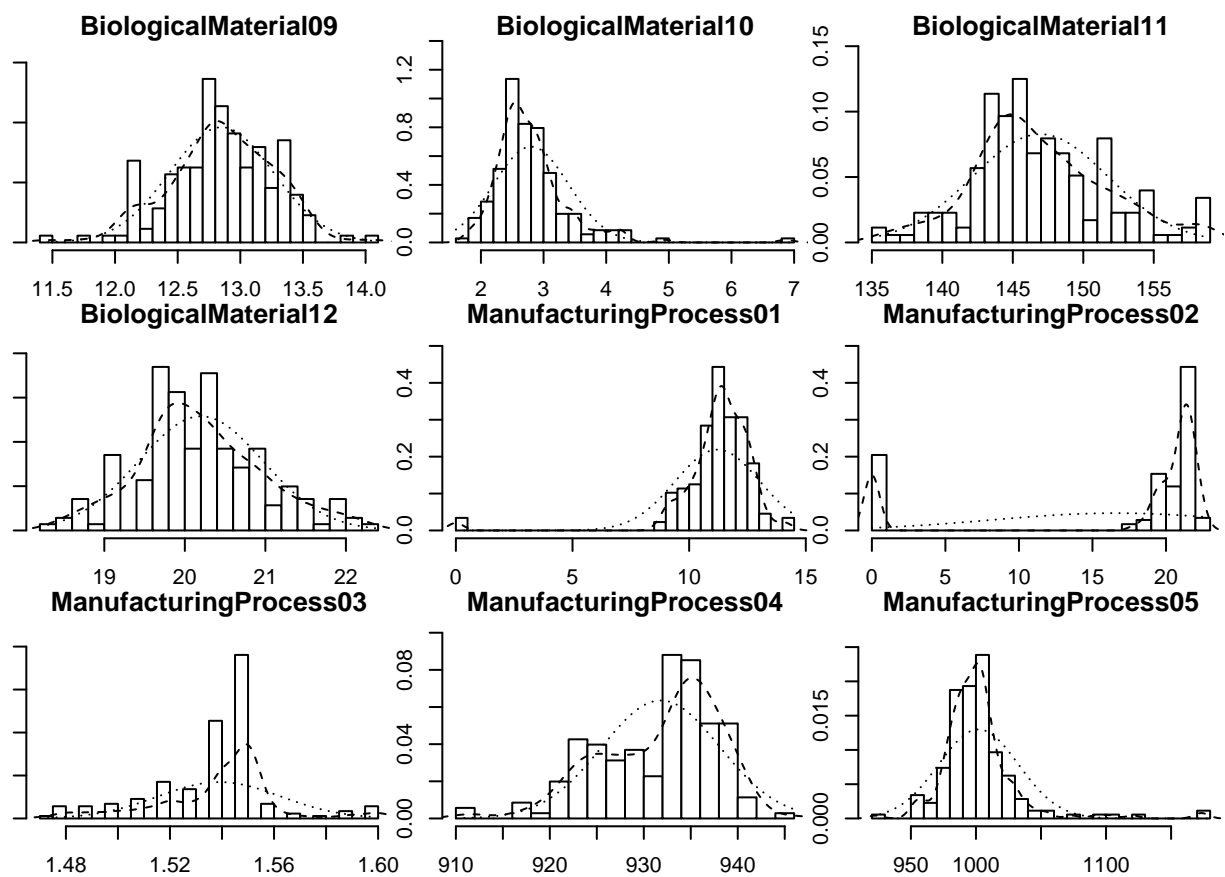 BiologicalMaterial09
BiologicalMaterial10
BiologicalMaterial11
0.0 0.4 0.8 1.2
0.00 0.05 0.10 0.15
11.5 12.0 12.5 13.0 13.5 14.0
2 3 4 5 6 7
135 140 145 150 155
BiologicalMaterial12
ManufacturingProcess01
ManufacturingProcess02
0.0 0.2 0.4
0.0 0.2 0.4
19 20 21 22
0 5 10 15
0 5 10 20
ManufacturingProcess03
ManufacturingProcess04
ManufacturingProcess05
0.00 0.04 0.08
0.000 0.015
1.48 1.52 1.56 1.60
910 920 930 940
950 1000 1100